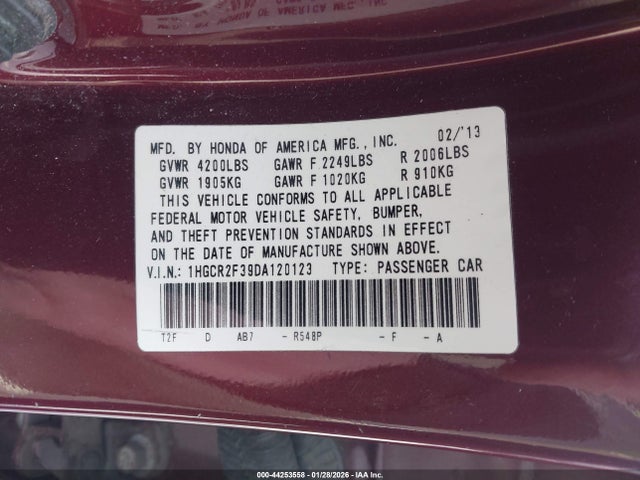 MFD. BY HONDA OF AMERICA MFG., INC. 02/'13
GVWR 4200LBS GAWR F 2249LBS R 2006LBS
GVWR 1905KG GAWR F 1020KG R 910KG
THIS VEHICLE CONFORMS TO ALL APPLICABLE
FEDERAL MOTOR VEHICLE SAFETY, BUMPER,
AND THEFT PREVENTION STANDARDS IN EFFECT
ON THE DATE OF MANUFACTURE SHOWN ABOVE.
V.I.N.: 1HGCR2F39DA120123 TYPE: PASSENGER CAR
T2F D AB7 - R548P - F - A
000-44253558 - 01/28/2026 - IAA Inc.